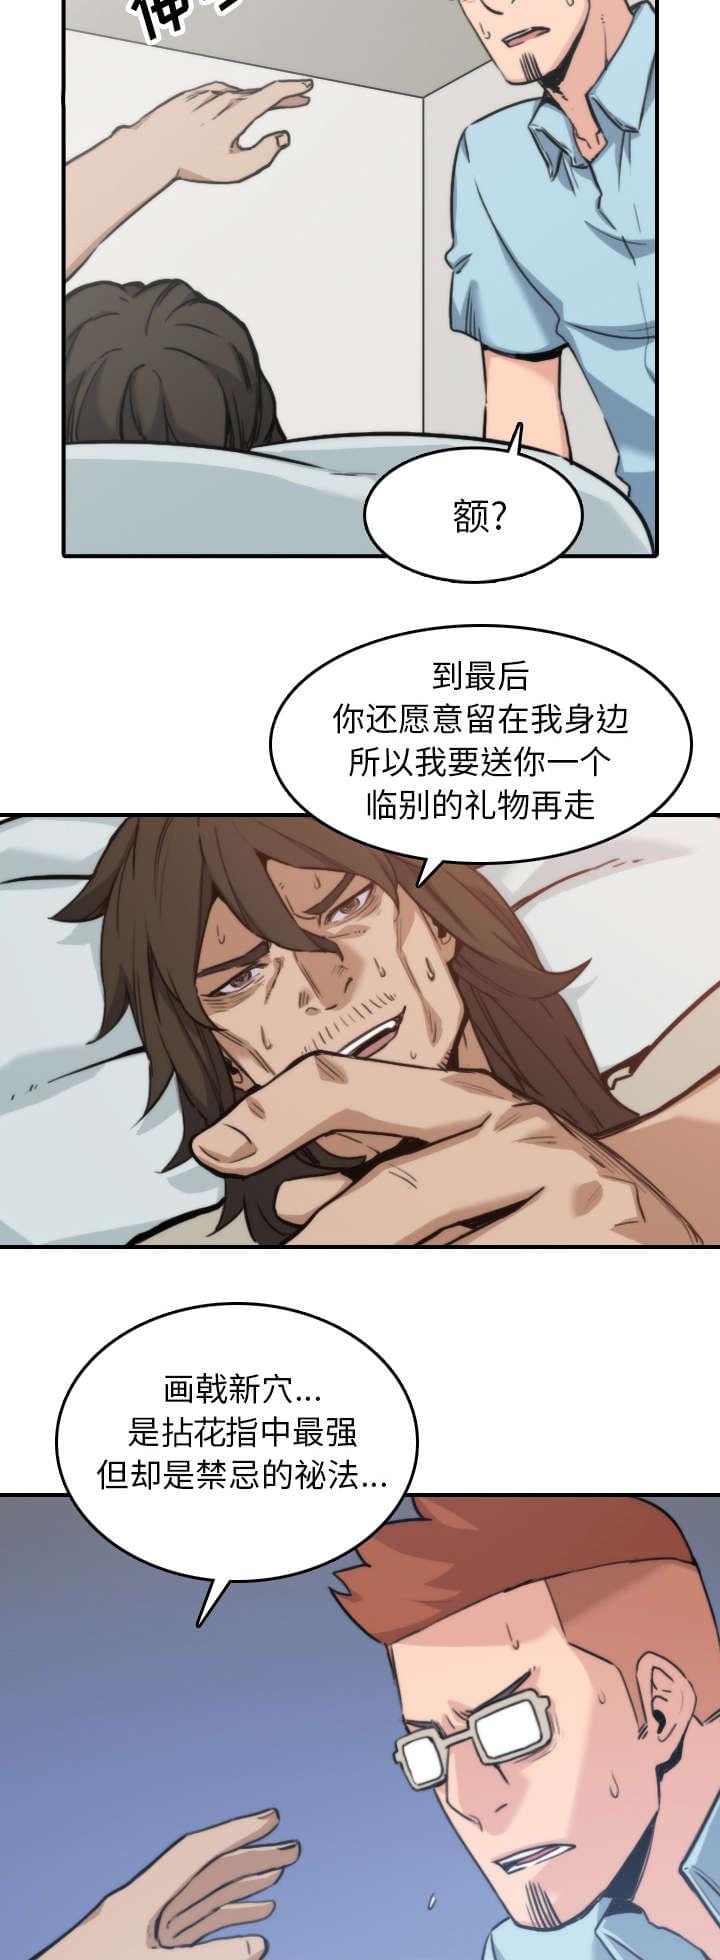 伸
额?
到最后
你还愿意留在我身边
所以我要送你一个
临别的礼物再走
画戟新穴...
是拈花指中最强
但却是禁忌的祕法...